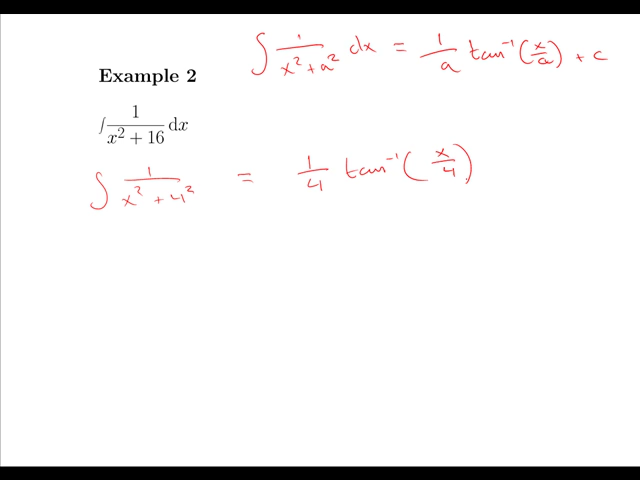 ∫ 1/(x² + a²) dx = 1/a tan⁻¹(x/a) + c
Example 2
∫ 1/(x² + 16) dx
∫ 1/(x² + 4²) = 1/4 tan⁻¹(x/4)